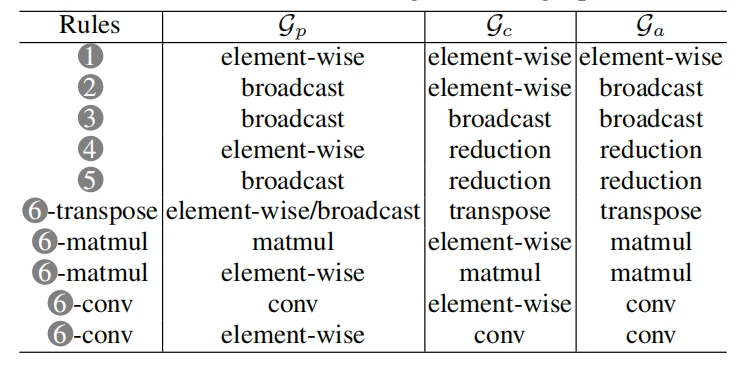 Rules 𝒢p 𝒢c 𝒢a
1 element-wise element-wise element-wise
2 broadcast element-wise broadcast
3 broadcast broadcast broadcast
4 element-wise reduction reduction
5 broadcast reduction reduction
6-transpose element-wise/broadcast transpose transpose
6-matmul matmul element-wise matmul
6-matmul element-wise matmul matmul
6-conv conv element-wise conv
6-conv element-wise conv conv